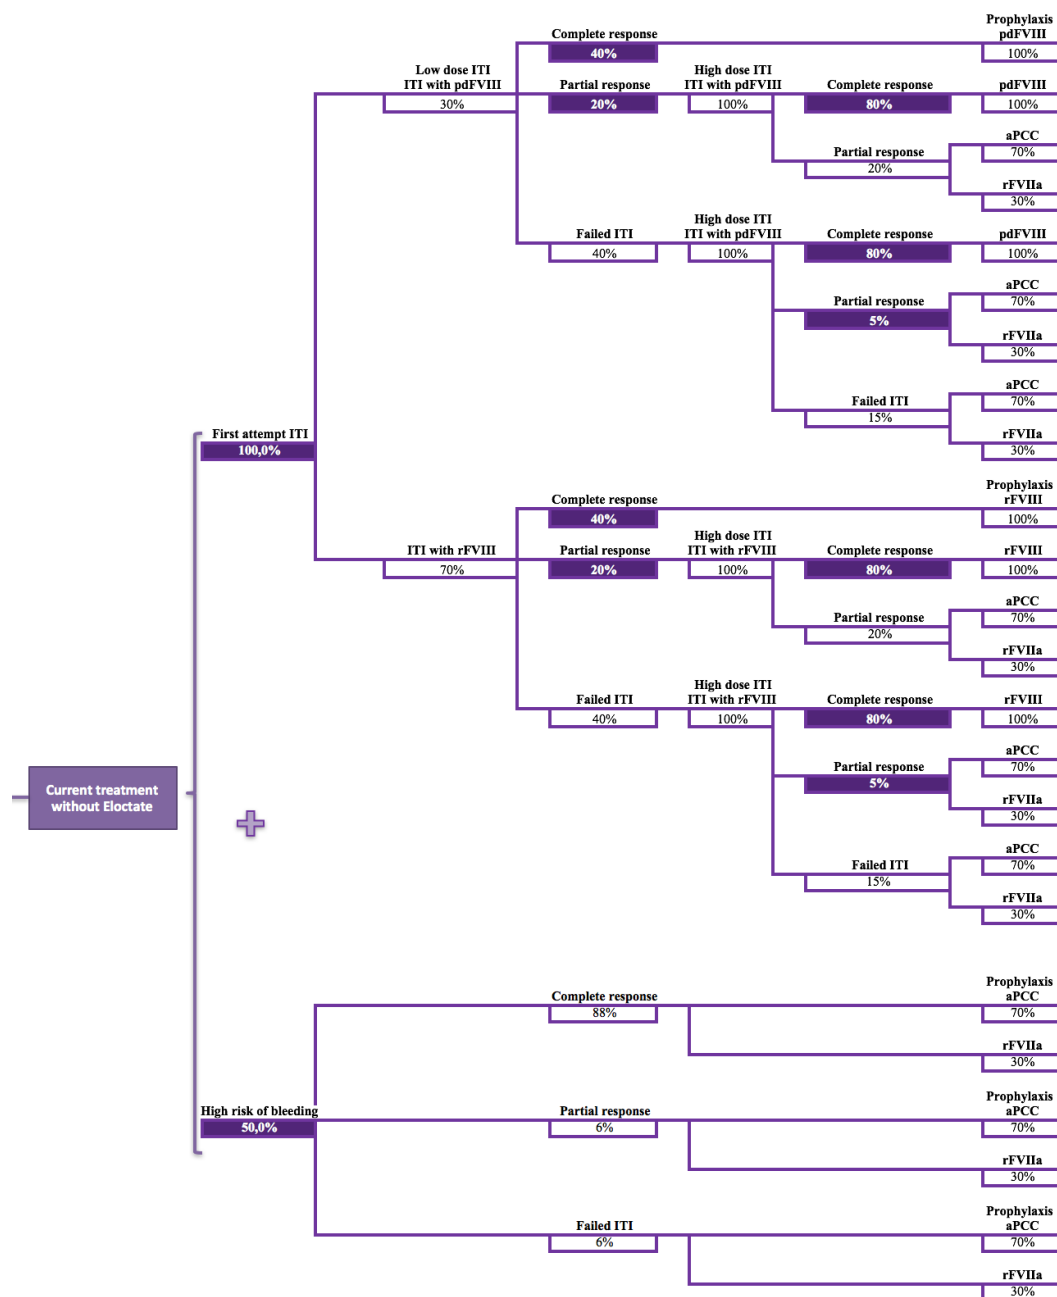 Prophylaxis
pdFVIII
Complete response
40%
100%
Low dose ITI
ITI with pdFVIII
30%
Partial response
20%
High dose ITI
ITI with pdFVIII
100%
Complete response
80%
pdFVIII
100%
Partial response
20%
aPCC
70%
rFVIIa
30%
Failed ITI
40%
High dose ITI
ITI with pdFVIII
100%
Complete response
80%
pdFVIII
100%
Partial response
5%
aPCC
70%
rFVIIa
30%
Failed ITI
15%
aPCC
70%
rFVIIa
30%
First attempt ITI
100,0%
Complete response
40%
Prophylaxis
rFVIII
100%
ITI with rFVIII
70%
Partial response
20%
High dose ITI
ITI with rFVIII
100%
Complete response
80%
rFVIII
100%
Partial response
20%
aPCC
70%
rFVIIa
30%
Failed ITI
40%
High dose ITI
ITI with rFVIII
100%
Complete response
80%
rFVIII
100%
Partial response
5%
aPCC
70%
rFVIIa
30%
Failed ITI
15%
aPCC
70%
rFVIIa
30%
Current treatment
without Eloctate
Complete response
88%
Prophylaxis
aPCC
70%
rFVIIa
30%
High risk of bleeding
50,0%
Partial response
6%
Prophylaxis
aPCC
70%
rFVIIa
30%
Failed ITI
6%
Prophylaxis
aPCC
70%
rFVIIa
30%